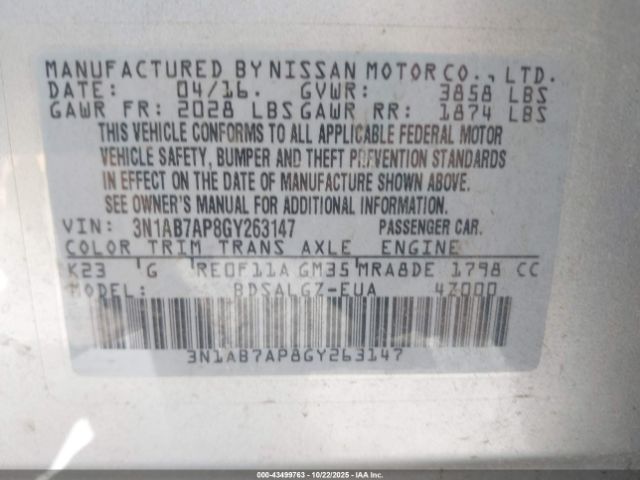 MANUFACTURED BY NISSAN MOTOR CO., LTD.
DATE: 04/16. GVWR: 3858 LBS
GAWR FR: 2028 LBS GAWR RR: 1874 LBS
THIS VEHICLE CONFORMS TO ALL APPLICABLE FEDERAL MOTOR
VEHICLE SAFETY, BUMPER AND THEFT PREVENTION STANDARDS
IN EFFECT ON THE DATE OF MANUFACTURE SHOWN ABOVE.
SEE OWNER'S MANUAL FOR ADDITIONAL INFORMATION.
VIN: 3N1AB7AP8GY263147 PASSENGER CAR.
COLOR TRIM TRANS AXLE ENGINE
K23 G RE0F11A GM35 MRA8DE 1798 CC
MODEL: BDSALGZ-EUA 4Z000
3N1AB7AP8GY263147
000-43499763 - 10/22/2025 - IAA Inc. (copyright)